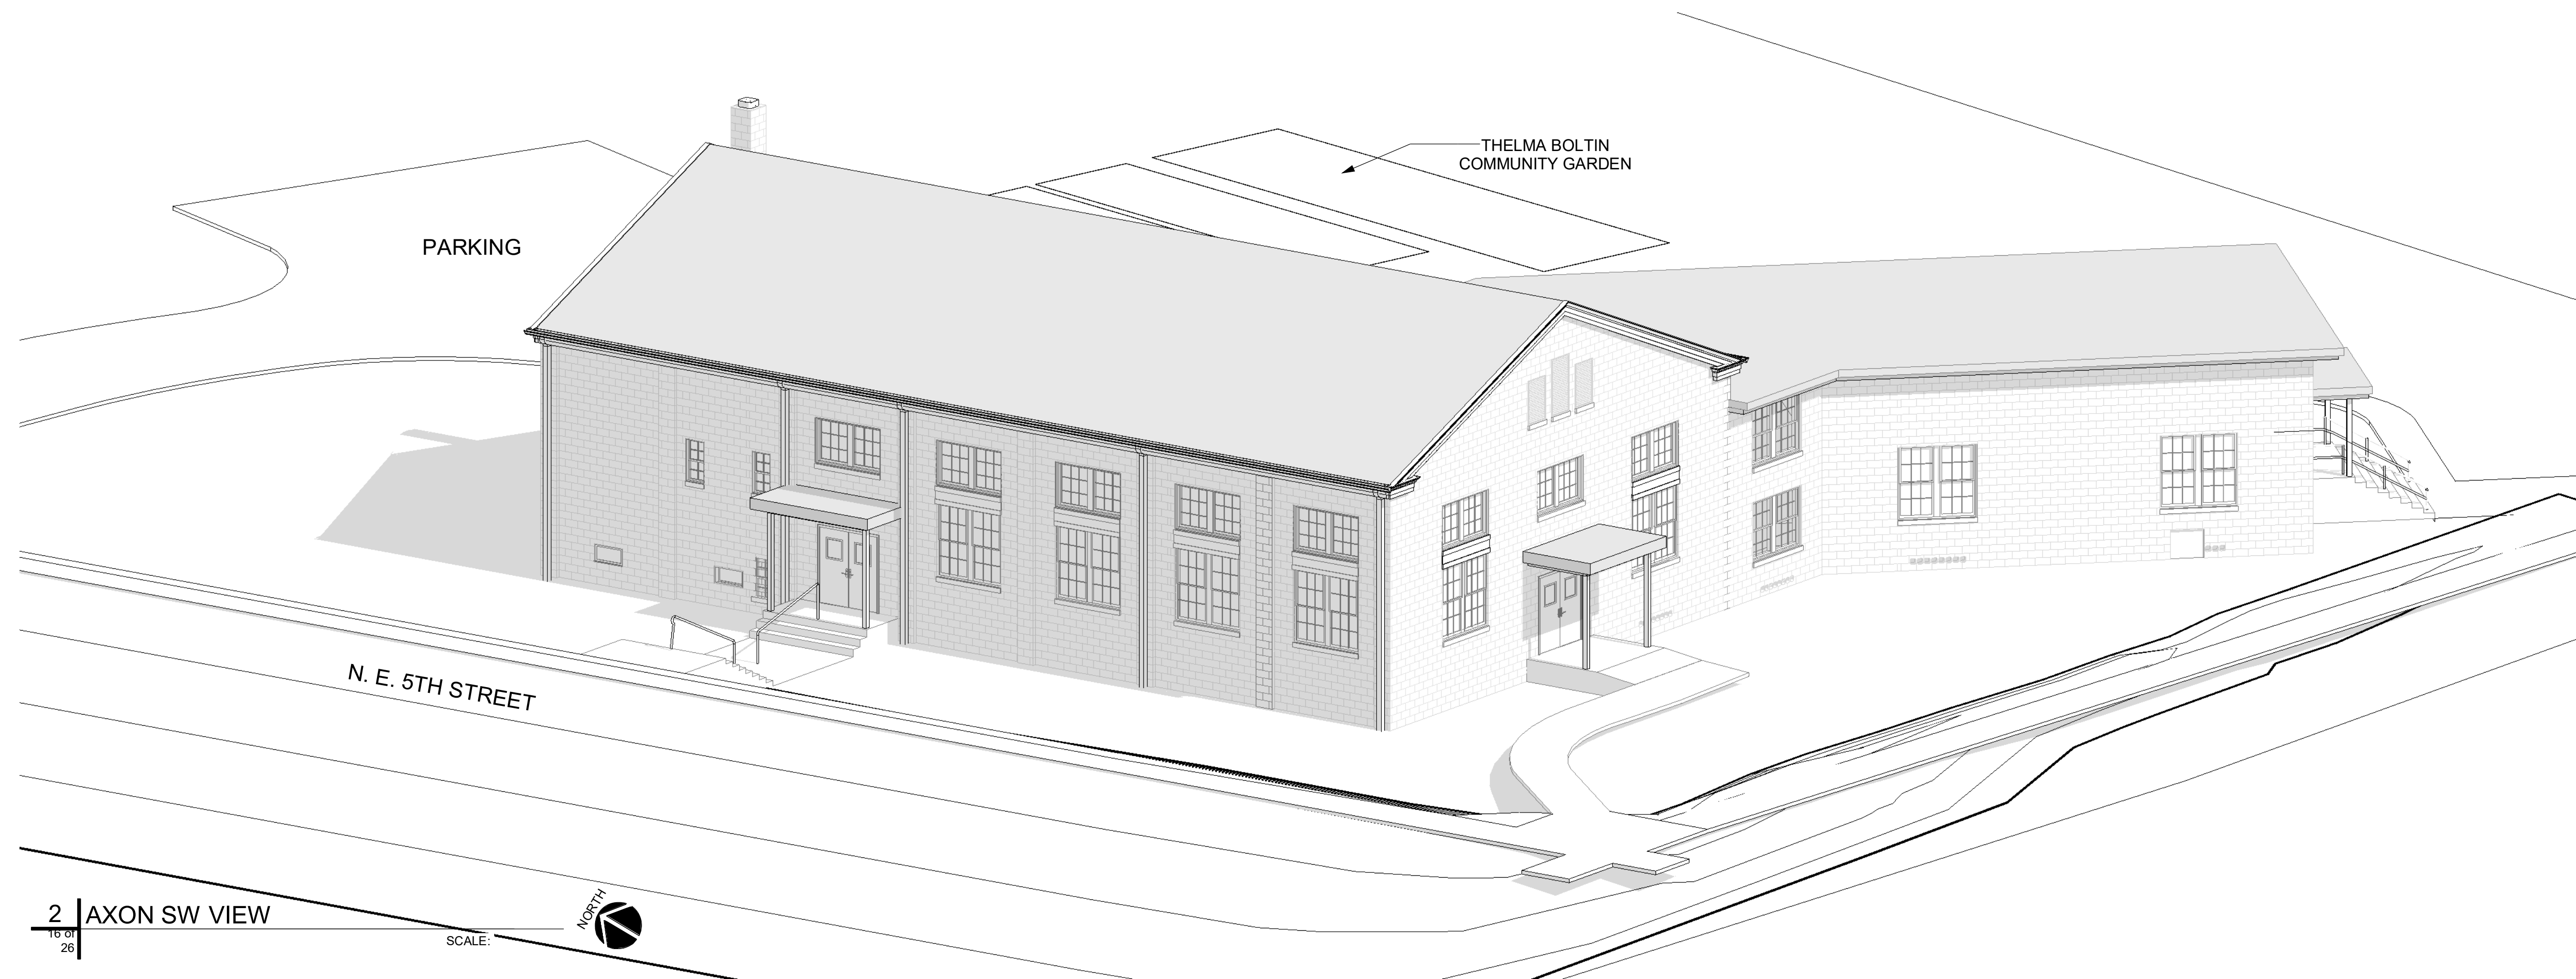 THELMA BOLTIN
COMMUNITY GARDEN
PARKING
N. E. 5TH STREET
NORTH
2
AXON SW VIEW
16 of
26
SCALE: